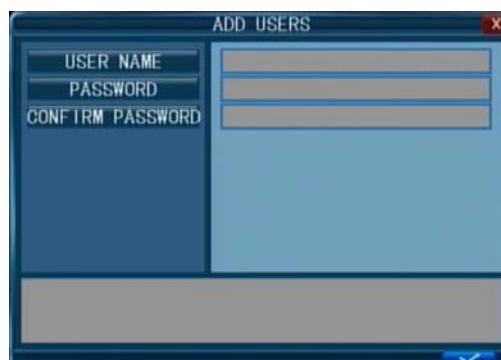 ADD USERS
X
USER NAME
PASSWORD
CONFIRM PASSWORD